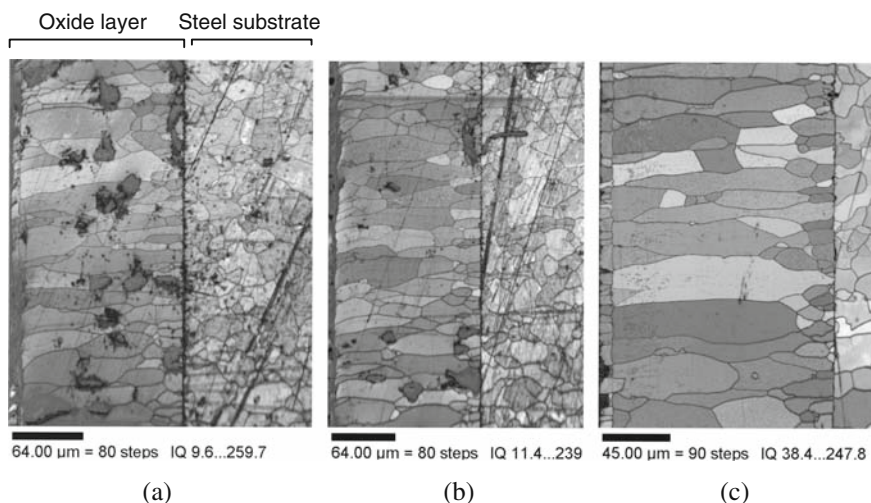 Oxide layer Steel substrate
64.00 µm = 80 steps IQ 9.6...259.7
64.00 µm = 80 steps IQ 11.4...239
45.00 µm = 90 steps IQ 38.4...247.8
(a) (b) (c)